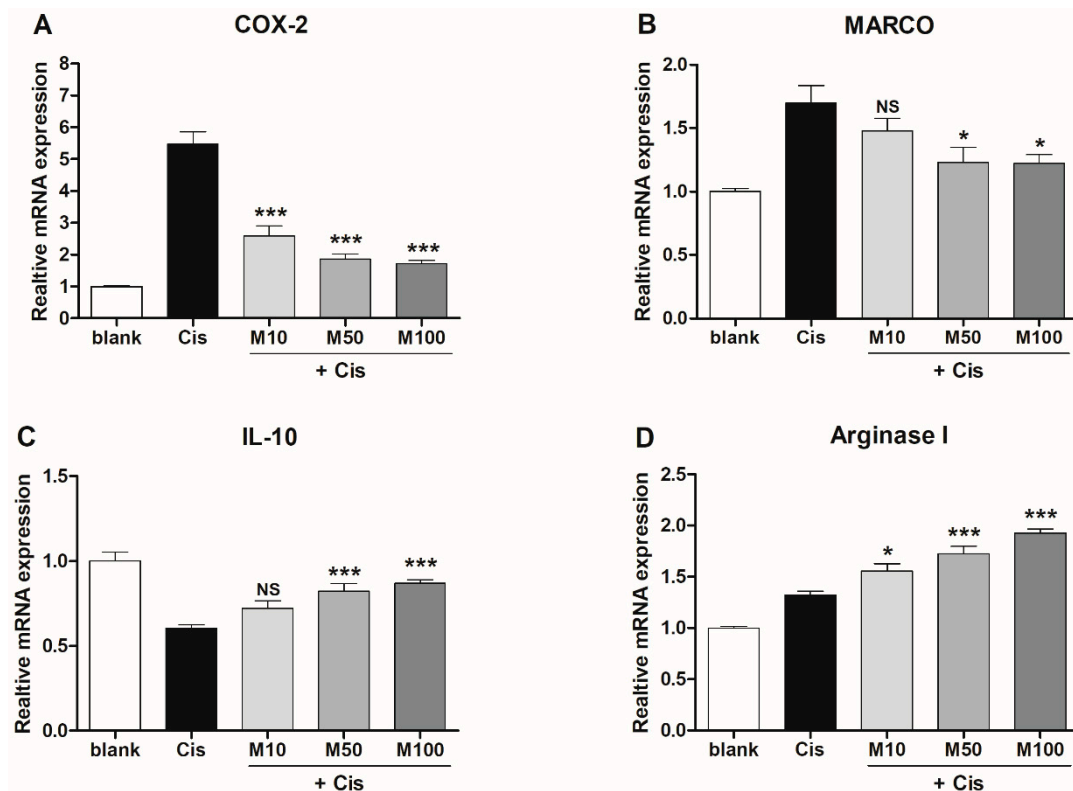 A
COX-2
Realtive mRNA expression
8
7
6
5
4
3
2
1
0
***
***
***
blank Cis M10 M50 M100
+ Cis
B
MARCO
Realtive mRNA expression
2.0
1.5
1.0
0.5
0.0
NS
*
*
blank Cis M10 M50 M100
+ Cis
C
IL-10
Realtive mRNA expression
1.5
1.0
0.5
0.0
NS
***
***
blank Cis M10 M50 M100
+ Cis
D
Arginase I
Realtive mRNA expression
2.5
2.0
1.5
1.0
0.5
0.0
*
***
***
blank Cis M10 M50 M100
+ Cis